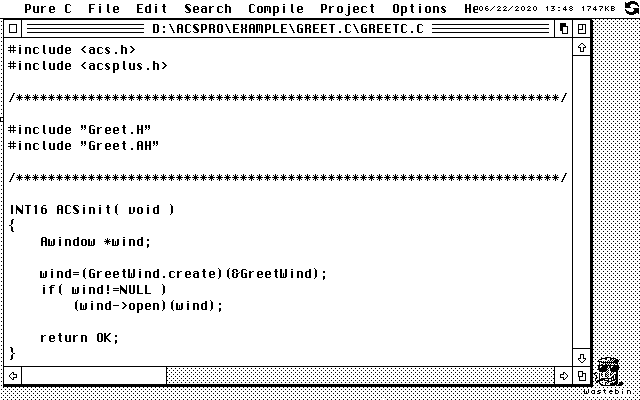 Pure C File Edit Search Compile Project Options He 06/22/2020 13:48 1747KB
D:\ACSPRO\EXAMPLE\GREET.C\GREETC.C
#include <acs.h>
#include <acsplus.h>
/*********************************************************************/
#include "Greet.H"
#include "Greet.AH"
/*********************************************************************/
INT16 ACSinit( void )
{
    Awindow *wind;
    wind=(GreetWind.create)(&GreetWind);
    if( wind!=NULL )
        (wind->open)(wind);
    return OK;
}
Wastebin